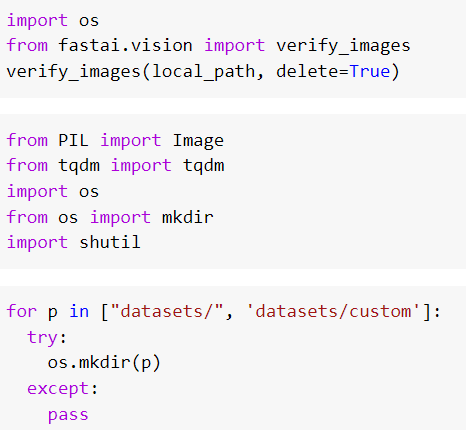 import os
from fastai.vision import verify_images
verify_images(local_path, delete=True)
from PIL import Image
from tqdm import tqdm
import os
from os import mkdir
import shutil
for p in ["datasets/", 'datasets/custom']:
  try:
    os.mkdir(p)
  except:
    pass